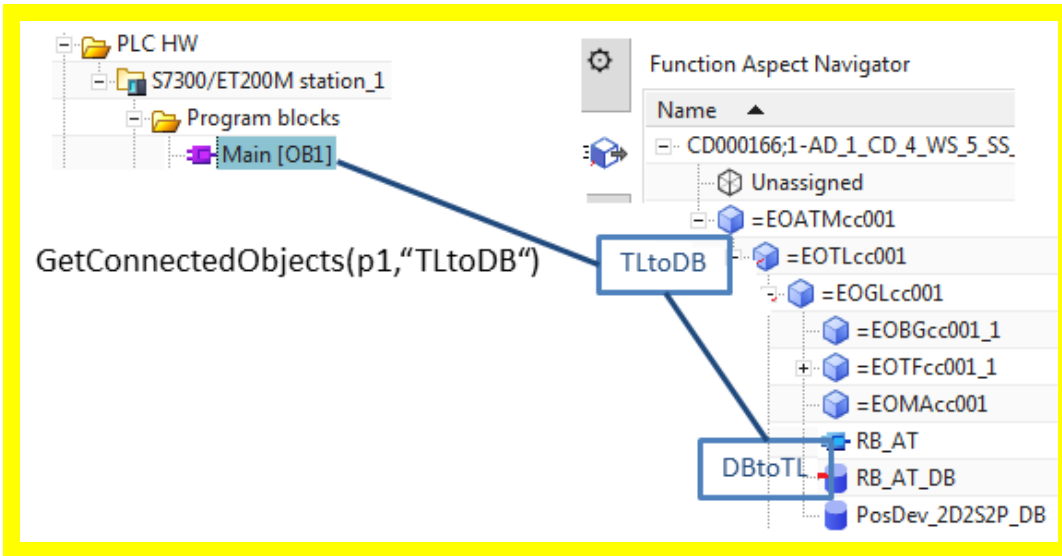 PLC HW
S7300/ET200M station_1
Program blocks
Main [OB1]
GetConnectedObjects(p1,“TLtoDB“)
Function Aspect Navigator
Name
CD000166;1-AD_1_CD_4_WS_5_SS_
Unassigned
=EOATMcc001
TLtoDB
=EOTLcc001
=EOGLcc001
=EOBGcc001_1
=EOTFcc001_1
=EOMAcc001
RB_AT
DBtoTL
RB_AT_DB
PosDev_2D2S2P_DB